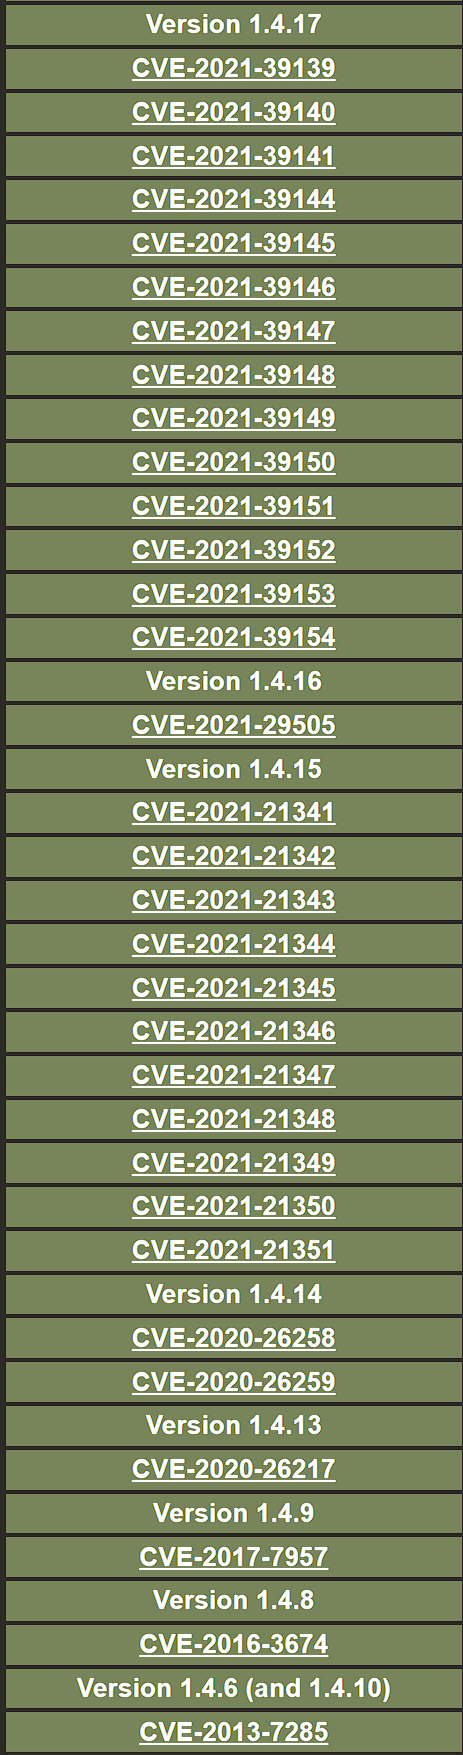 Version 1.4.17
CVE-2021-39139
CVE-2021-39140
CVE-2021-39141
CVE-2021-39144
CVE-2021-39145
CVE-2021-39146
CVE-2021-39147
CVE-2021-39148
CVE-2021-39149
CVE-2021-39150
CVE-2021-39151
CVE-2021-39152
CVE-2021-39153
CVE-2021-39154
Version 1.4.16
CVE-2021-29505
Version 1.4.15
CVE-2021-21341
CVE-2021-21342
CVE-2021-21343
CVE-2021-21344
CVE-2021-21345
CVE-2021-21346
CVE-2021-21347
CVE-2021-21348
CVE-2021-21349
CVE-2021-21350
CVE-2021-21351
Version 1.4.14
CVE-2020-26258
CVE-2020-26259
Version 1.4.13
CVE-2020-26217
Version 1.4.9
CVE-2017-7957
Version 1.4.8
CVE-2016-3674
Version 1.4.6 (and 1.4.10)
CVE-2013-7285